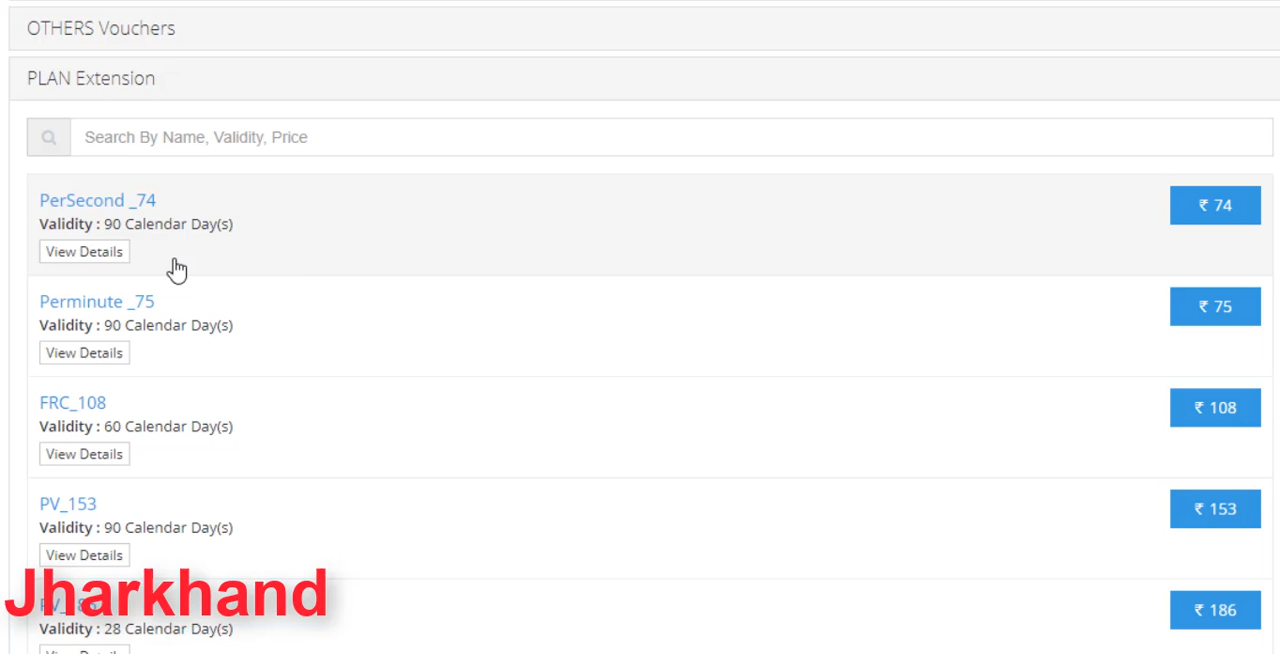 OTHERS Vouchers
PLAN Extension
Search By Name, Validity, Price
PerSecond _74
₹ 74
Validity : 90 Calendar Day(s)
View Details
Perminute _75
₹ 75
Validity : 90 Calendar Day(s)
View Details
FRC_108
₹ 108
Validity : 60 Calendar Day(s)
View Details
PV_153
₹ 153
Validity : 90 Calendar Day(s)
View Details
Jharkhand
₹ 186
Validity : 28 Calendar Day(s)